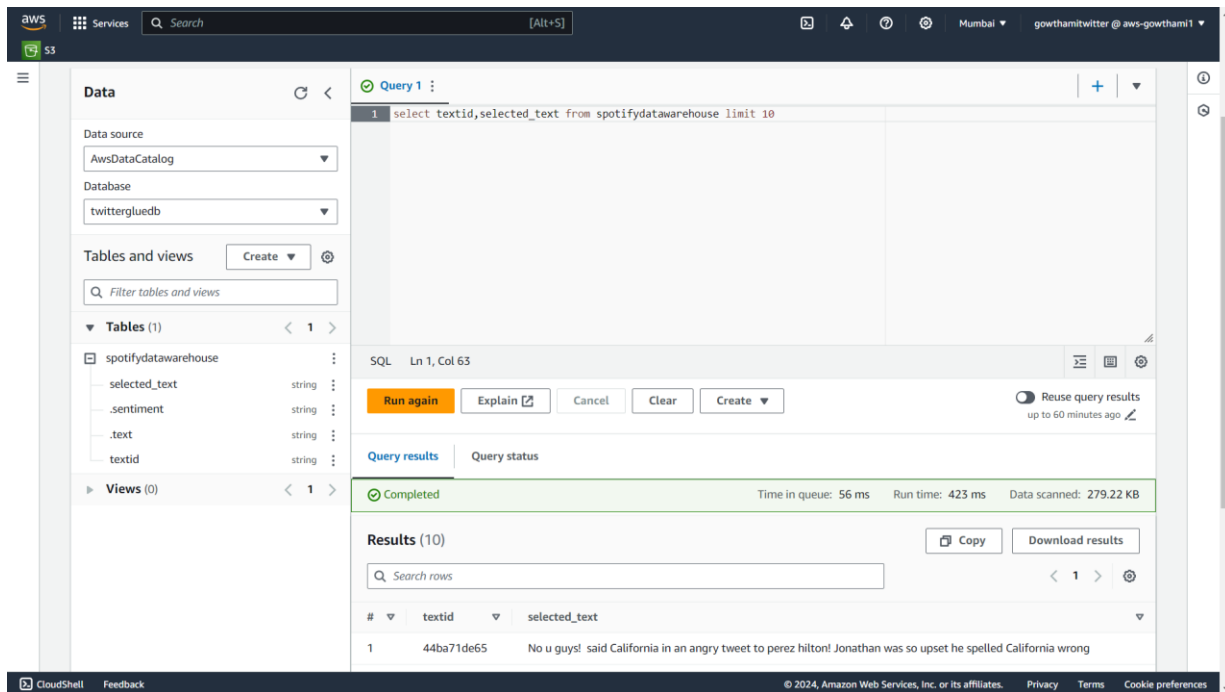 aws Services Search [Alt+S] Mumbai gowthamitwitter @ aws-gowthami1
S3
Data
Data source
AwsDataCatalog
Database
twittergluedb
Tables and views Create
Filter tables and views
Tables (1) 1
spotifydatawarehouse
selected_text string
.sentiment string
.text string
textid string
Views (0) 1
Query 1
1 select textid,selected_text from spotifydatawarehouse limit 10
SQL Ln 1, Col 63
Run again Explain Cancel Clear Create Reuse query results
up to 60 minutes ago
Query results Query status
Completed Time in queue: 56 ms Run time: 423 ms Data scanned: 279.22 KB
Results (10) Copy Download results
Search rows 1
# textid selected_text
1 44ba71de65 No u guys!  said California in an angry tweet to perez hilton! Jonathan was so upset he spelled California wrong
CloudShell Feedback © 2024, Amazon Web Services, Inc. or its affiliates. Privacy Terms Cookie preferences